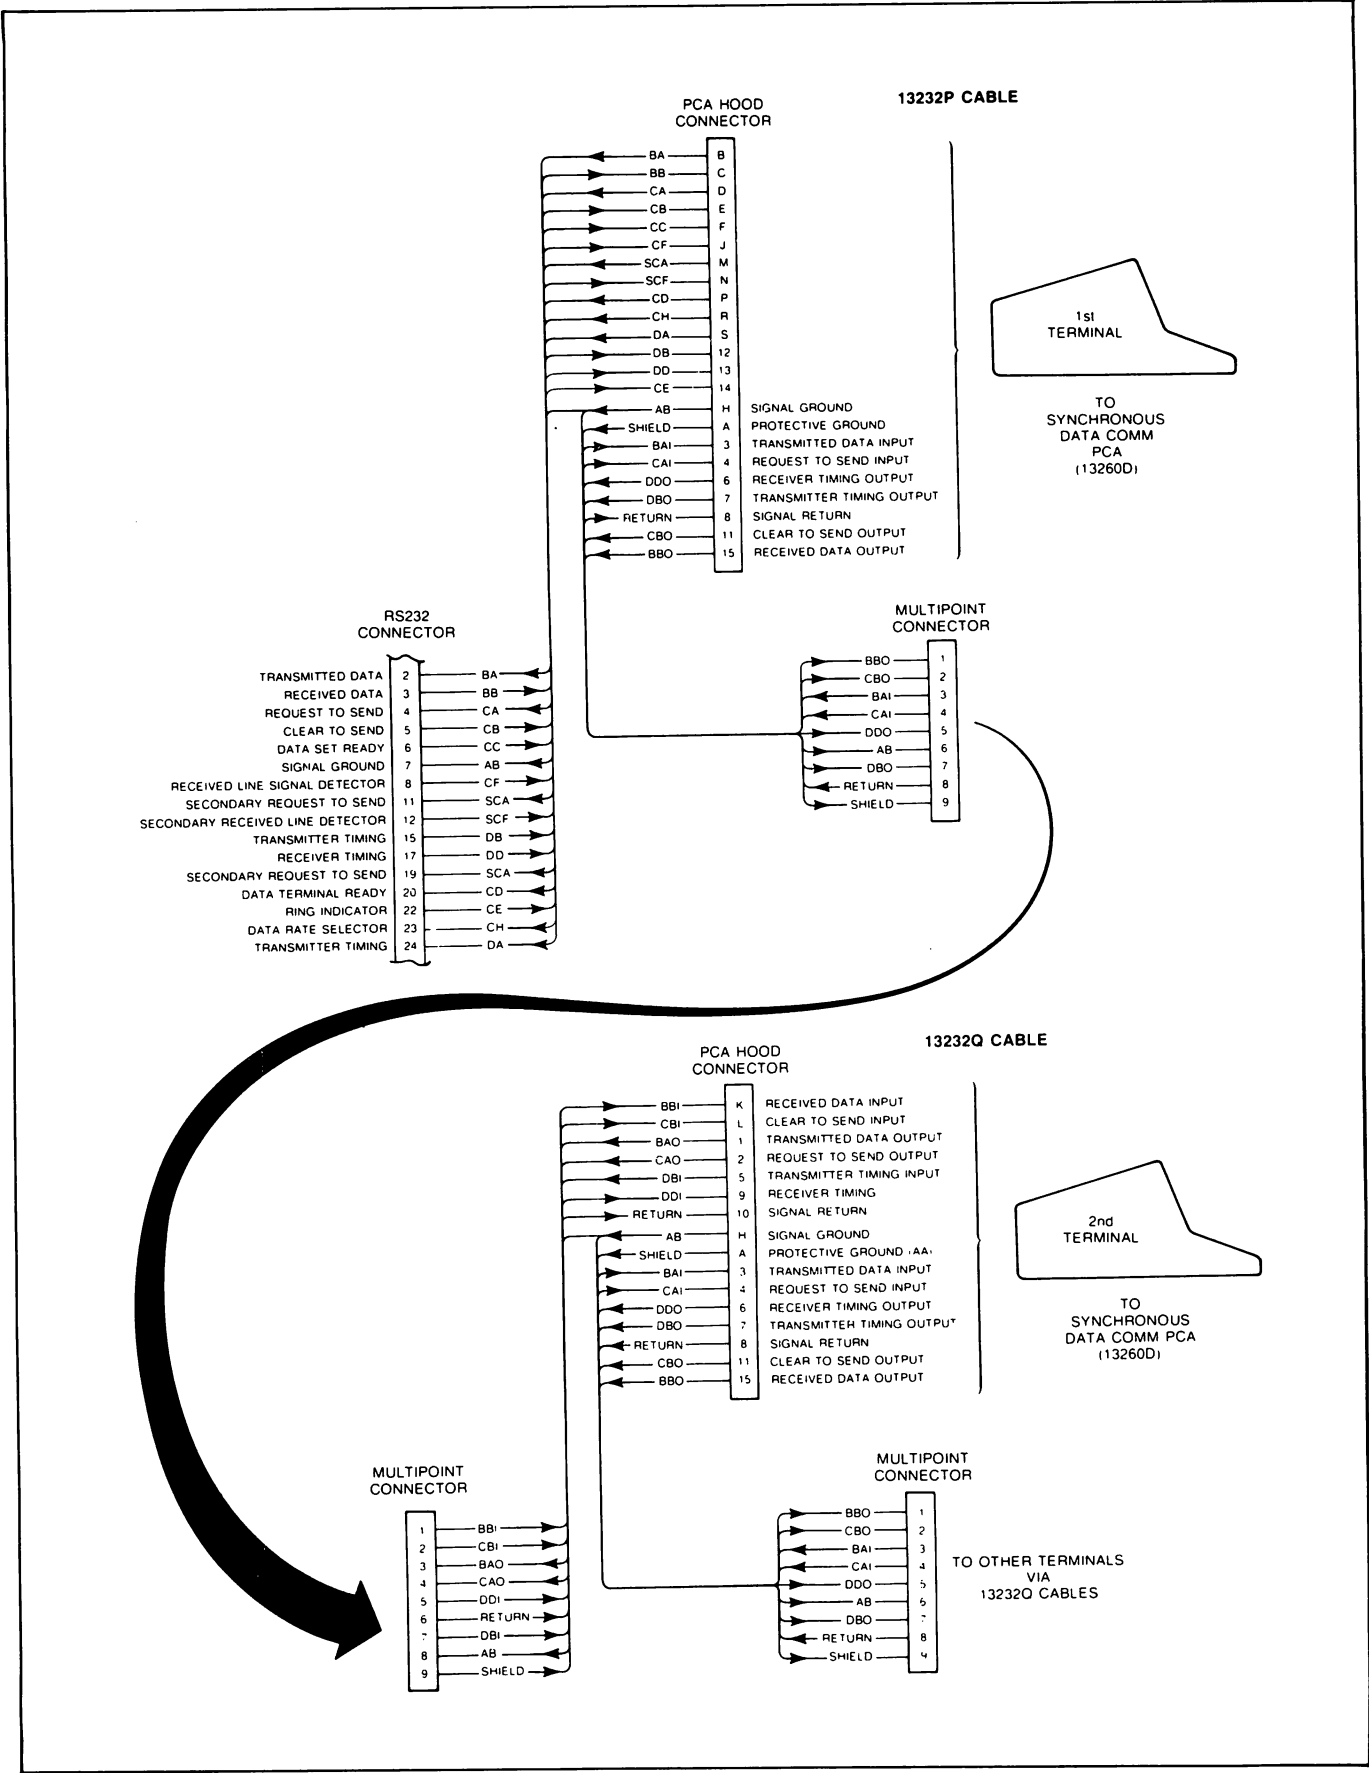 13232P CABLE
PCA HOOD
CONNECTOR
BA B
BB C
CA D
CB E
CC F
CF J
SCA M
SCF N
CD P
CH R
DA S
DB 12
DD 13
CE 14
AB H SIGNAL GROUND
SHIELD A PROTECTIVE GROUND
BAI 3 TRANSMITTED DATA INPUT
CAI 4 REQUEST TO SEND INPUT
DDO 6 RECEIVER TIMING OUTPUT
DBO 7 TRANSMITTER TIMING OUTPUT
RETURN 8 SIGNAL RETURN
CBO 11 CLEAR TO SEND OUTPUT
BBO 15 RECEIVED DATA OUTPUT
1st
TERMINAL
TO
SYNCHRONOUS
DATA COMM
PCA
(13260D)
RS232
CONNECTOR
TRANSMITTED DATA 2 BA
RECEIVED DATA 3 BB
REQUEST TO SEND 4 CA
CLEAR TO SEND 5 CB
DATA SET READY 6 CC
SIGNAL GROUND 7 AB
RECEIVED LINE SIGNAL DETECTOR 8 CF
SECONDARY REQUEST TO SEND 11 SCA
SECONDARY RECEIVED LINE DETECTOR 12 SCF
TRANSMITTER TIMING 15 DB
RECEIVER TIMING 17 DD
SECONDARY REQUEST TO SEND 19 SCA
DATA TERMINAL READY 20 CD
RING INDICATOR 22 CE
DATA RATE SELECTOR 23 CH
TRANSMITTER TIMING 24 DA
MULTIPOINT
CONNECTOR
BBO 1
CBO 2
BAI 3
CAI 4
DDO 5
AB 6
DBO 7
RETURN 8
SHIELD 9
13232Q CABLE
PCA HOOD
CONNECTOR
BBI K RECEIVED DATA INPUT
CBI L CLEAR TO SEND INPUT
BAO 1 TRANSMITTED DATA OUTPUT
CAO 2 REQUEST TO SEND OUTPUT
DBI 5 TRANSMITTER TIMING INPUT
DDI 9 RECEIVER TIMING
RETURN 10 SIGNAL RETURN
AB H SIGNAL GROUND
SHIELD A PROTECTIVE GROUND (AA)
BAI 3 TRANSMITTED DATA INPUT
CAI 4 REQUEST TO SEND INPUT
DDO 6 RECEIVER TIMING OUTPUT
DBO 7 TRANSMITTER TIMING OUTPUT
RETURN 8 SIGNAL RETURN
CBO 11 CLEAR TO SEND OUTPUT
BBO 15 RECEIVED DATA OUTPUT
2nd
TERMINAL
TO
SYNCHRONOUS
DATA COMM PCA
(13260D)
MULTIPOINT
CONNECTOR
1 BBI
2 CBI
3 BAO
4 CAO
5 DDI
6 RETURN
7 DBI
8 AB
9 SHIELD
MULTIPOINT
CONNECTOR
BBO 1
CBO 2
BAI 3
CAI 4
DDO 5
AB 6
DBO 7
RETURN 8
SHIELD 9
TO OTHER TERMINALS
VIA
13232Q CABLES